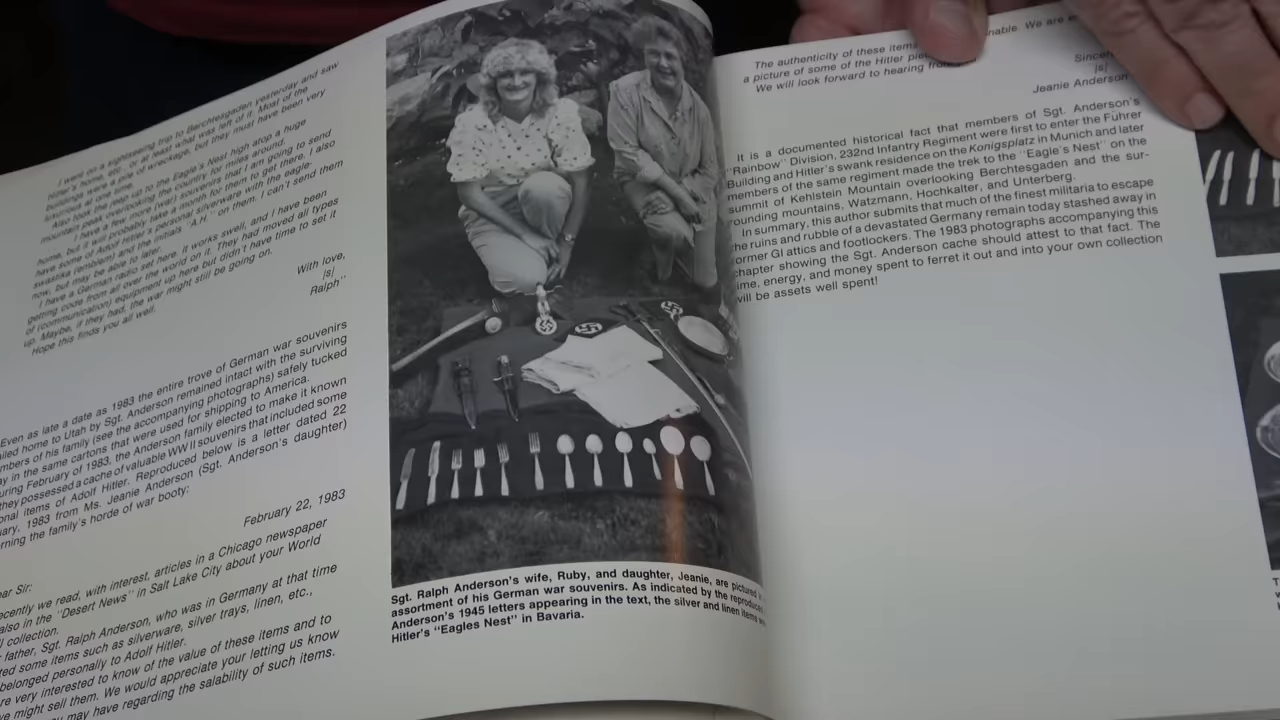 I went on a sightseeing trip to Berchtesgaden yesterday and saw
Hitler's home, etc. or at least what was left of it. Most of the
buildings were a pile of wreckage, but they must have been very
luxurious at one time.
Also took the trip up to the Eagle's Nest high atop a huge
mountain peak overlooking the country for miles around.
I have a few more (war) souvenirs that I am going to send
home, but it will probably take a month for them to get there. I also
have some of Adolf Hitler's personal silverware with the eagle-
swastika (emblem) and the initials "A H" on them. I can't send them
now, but may be able to later.
I have a German radio set here. It works swell, and I have been
getting code from all over the world on it. They had moved all types
of (communication) equipment up here but didn't have time to set it
up. Maybe, if they had, the war might still be going on.
Hope this finds you all well.
With love,
/s/
Ralph"
Even as late a date as 1983 the entire trove of German war souvenirs
iled home to Utah by Sgt. Anderson remained intact with the surviving
mbers of his family (see the accompanying photographs) safely tucked
ay in the same cartons that were used for shipping to America.
uring February of 1983, the Anderson family elected to make it known
they possessed a cache of valuable WW II souvenirs that included some
onal items of Adolf Hitler. Reproduced below is a letter dated 22
uary, 1983 from Ms. Jeanie Anderson (Sgt. Anderson's daughter)
rning the family's horde of war booty:
February 22, 1983
ear Sir:
ecently we read, with interest, articles in a Chicago newspaper
also in the "Desert News" in Salt Lake City about your World
I collection.
father, Sgt. Ralph Anderson, who was in Germany at that time
red some items such as silverware, silver trays, linen, etc.,
belonged personally to Adolf Hitler.
re very interested to know of the value of these items and to
ve might sell them. We would appreciate your letting us know
ou may have regarding the salability of such items.
Sgt. Ralph Anderson's wife, Ruby, and daughter, Jeanie, are pictured
assortment of his German war souvenirs. As indicated by the reproduced
Anderson's 1945 letters appearing in the text, the silver and linen items
Hitler's "Eagles Nest" in Bavaria.
The authenticity of these items nable. We are
a picture of some of the Hitler
We will look forward to hearing
Sincer
/s/
Jeanie Anderson
It is a documented historical fact that members of Sgt. Anderson's
"Rainbow" Division, 232nd Infantry Regiment were first to enter the Führer
Building and Hitler's swank residence on the Konigsplatz in Munich and later
members of the same regiment made the trek to the "Eagle's Nest" on the
summit of Kehlstein Mountain overlooking Berchtesgaden and the sur-
rounding mountains, Watzmann, Hochkalter, and Unterberg.
In summary, this author submits that much of the finest militaria to escape
the ruins and rubble of a devastated Germany remain today stashed away in
ormer GI attics and footlockers. The 1983 photographs accompanying this
chapter showing the Sgt. Anderson cache should attest to that fact. The
ime, energy, and money spent to ferret it out and into your own collection
will be assets well spent!